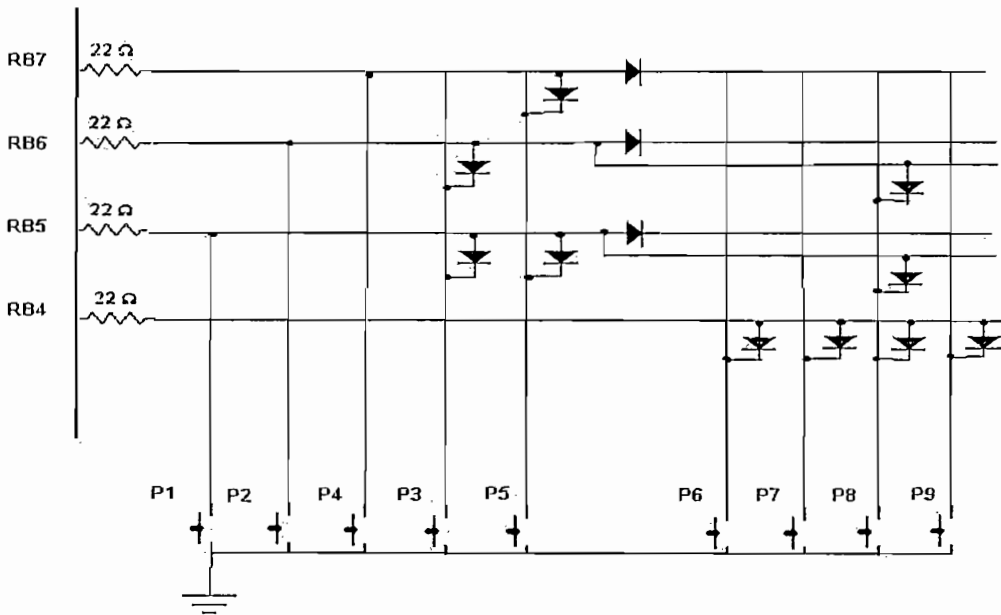 RB7 22 Ω
RB6 22 Ω
RB5 22 Ω
RB4 22 Ω
P1 P2 P4 P3 P5 P6 P7 P8 P9